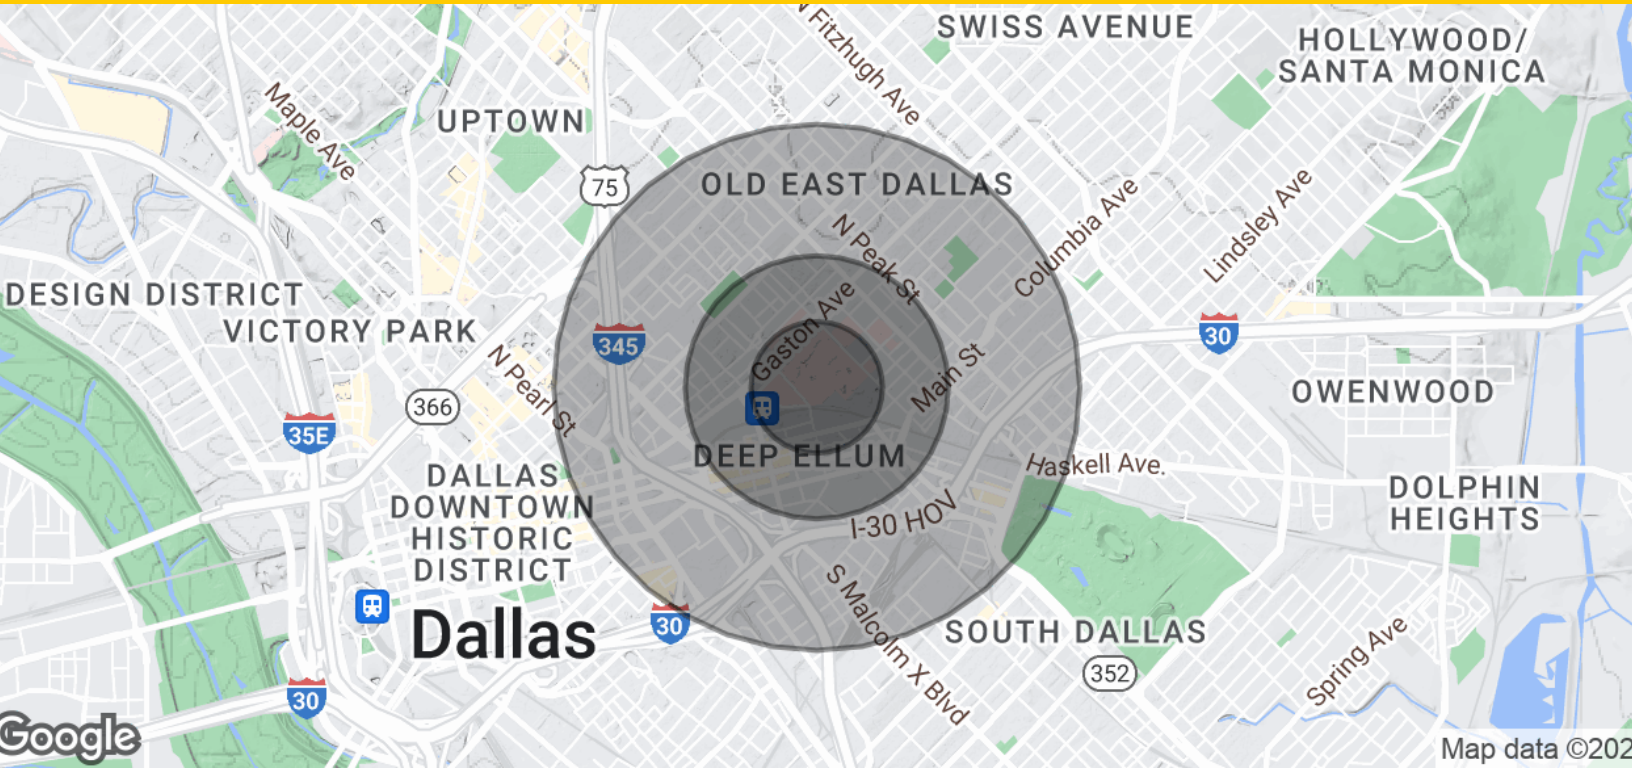 SWISS AVENUE
HOLLYWOOD/
SANTA MONICA
N Fitzhugh Ave
Maple Ave
UPTOWN
75
OLD EAST DALLAS
Columbia Ave
Lindsley Ave
N Peak St
DESIGN DISTRICT
VICTORY PARK
Gaston Ave
345
30
N Pearl St
Main St
366
OWENWOOD
35E
DEEP ELLUM
Haskell Ave.
DALLAS
DOWNTOWN
HISTORIC
DISTRICT
DOLPHIN
HEIGHTS
I-30 HOV
S Malcolm X Blvd
Dallas
30
SOUTH DALLAS
352
Spring Ave
30
Google
Map data ©202